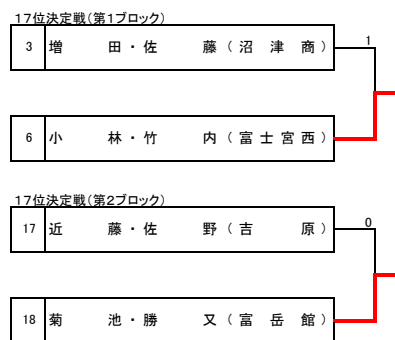 17位決定戦(第1ブロック)
3 増 田・佐 藤(沼 津 商) 1
6 小 林・竹 内(富士宮西)
17位決定戦(第2ブロック)
17 近 藤・佐 野(吉 原) 0
18 菊 池・勝 又(富 岳 館)